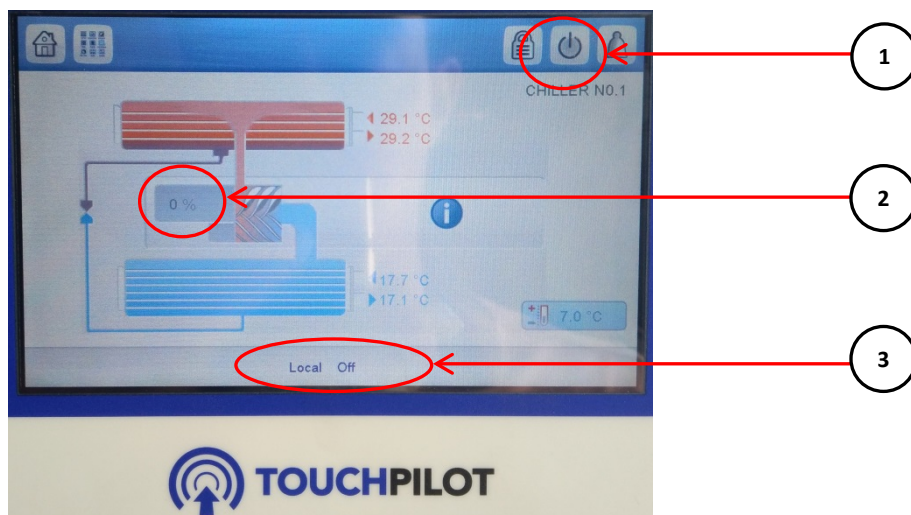 1
CHILLER N0.1
29.1 °C
29.2 °C
0 %
2
17.7 °C
17.1 °C
7.0 °C
Local Off
3
TOUCHPILOT